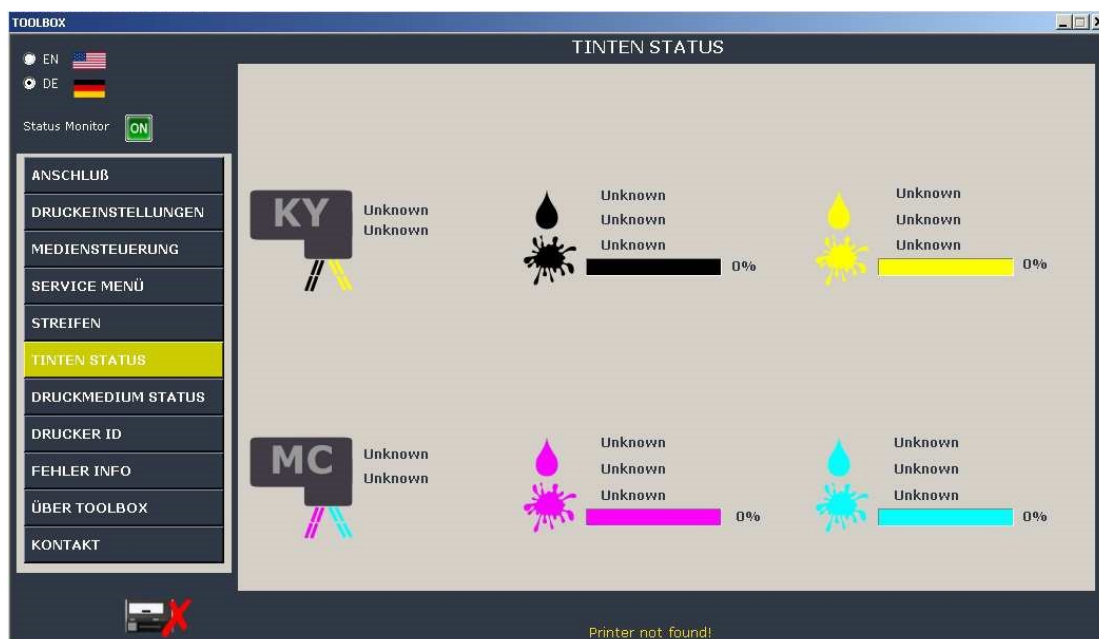 TOOLBOX
EN
DE
Status Monitor
ON
ANSCHLUß
DRUCKEINSTELLUNGEN
MEDIENSTEUERUNG
SERVICE MENÜ
STREIFEN
TINTEN STATUS
DRUCKMEDIUM STATUS
DRUCKER ID
FEHLER INFO
ÜBER TOOLBOX
KONTAKT
TINTEN STATUS
KY
Unknown
Unknown
Unknown
Unknown
Unknown
0%
Unknown
Unknown
Unknown
0%
MC
Unknown
Unknown
Unknown
Unknown
Unknown
0%
Unknown
Unknown
Unknown
0%
Printer not found!